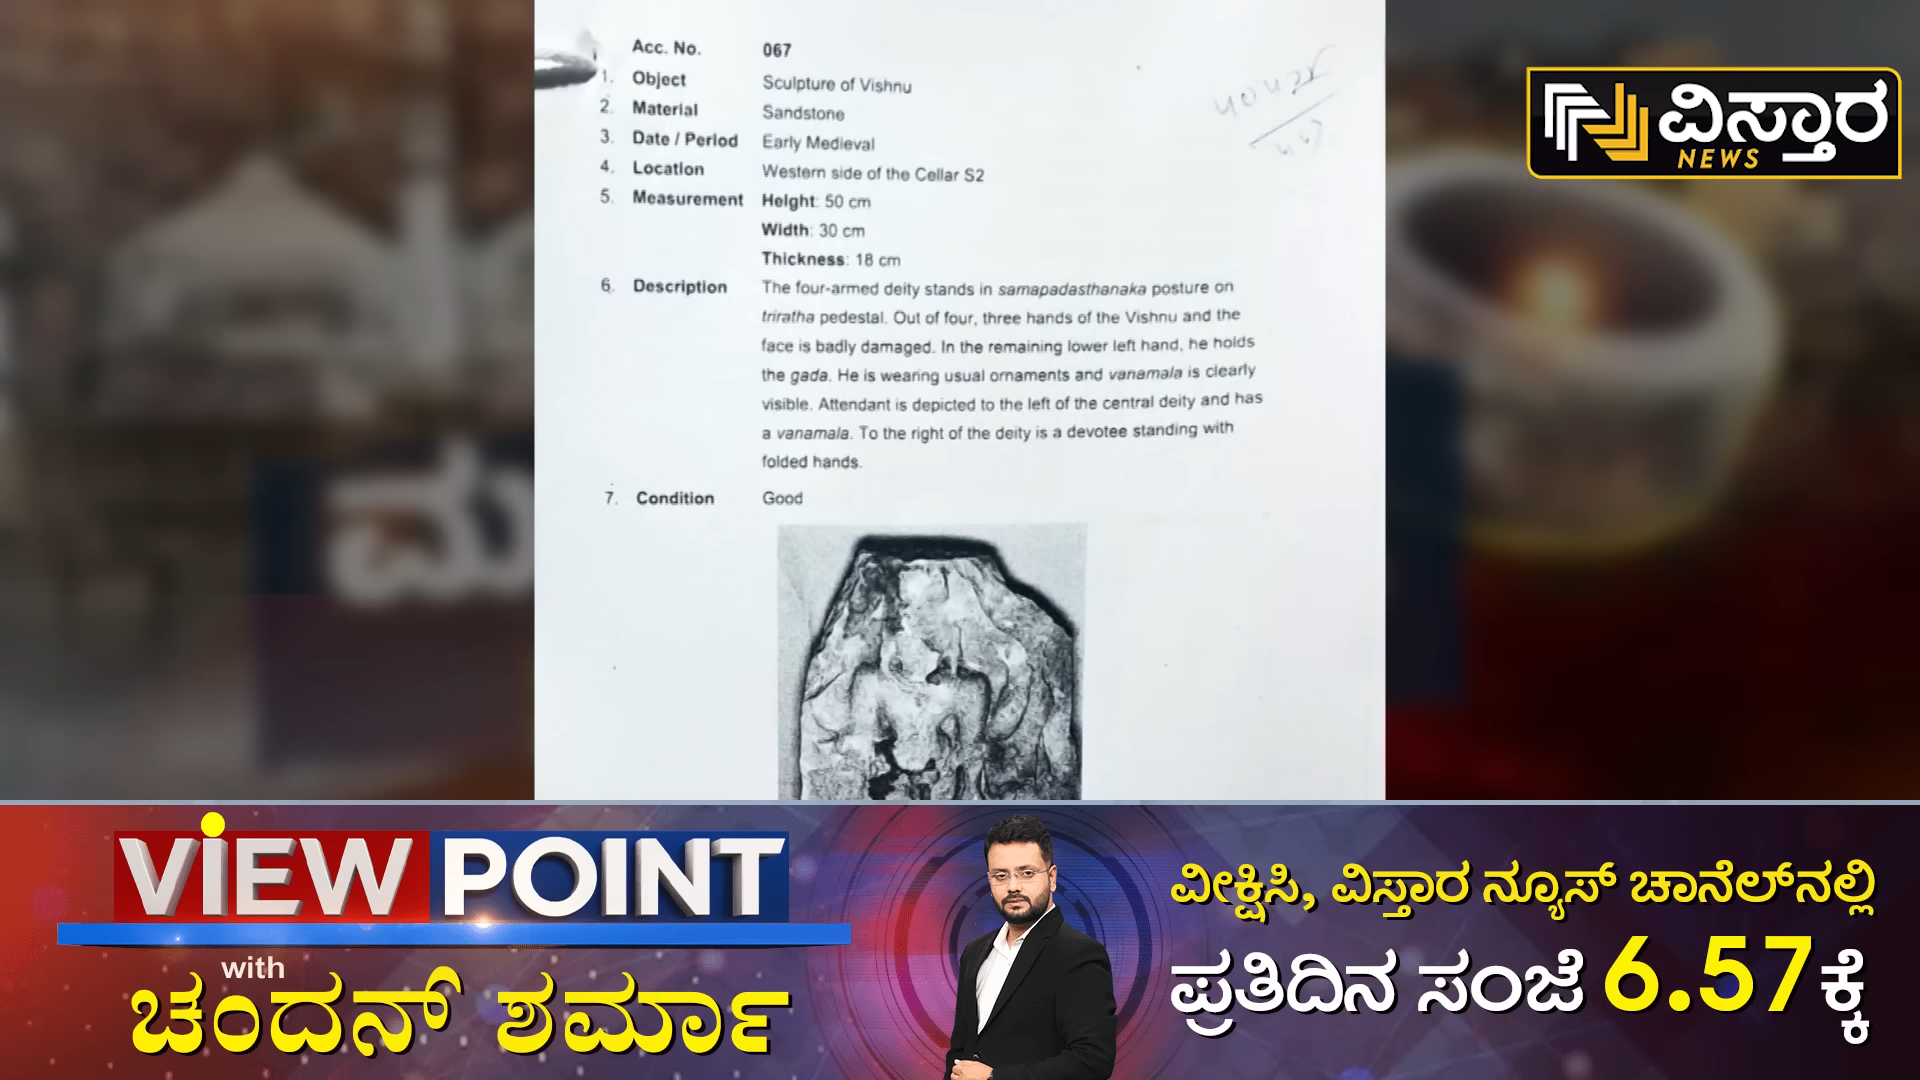 Acc. No. 067
1. Object Sculpture of Vishnu
2. Material Sandstone
3. Date / Period Early Medieval
4. Location Western side of the Cellar S2
5. Measurement Height: 50 cm
Width: 30 cm
Thickness: 18 cm
6. Description The four-armed deity stands in samapadasthanaka posture on
triratha pedestal. Out of four, three hands of the Vishnu and the
face is badly damaged. In the remaining lower left hand, he holds
the gada. He is wearing usual ornaments and vanamala is clearly
visible. Attendant is depicted to the left of the central deity and has
a vanamala. To the right of the deity is a devotee standing with
folded hands.
7. Condition Good
ವಿಸ್ತಾರ
NEWS
ಮ
VIEW POINT
with
ಚಂದನ್ ಶರ್ಮಾ
ವೀಕ್ಷಿಸಿ, ವಿಸ್ತಾರ ನ್ಯೂಸ್ ಚಾನೆಲ್‌ನಲ್ಲಿ
ಪ್ರತಿದಿನ ಸಂಜೆ 6.57ಕ್ಕೆ